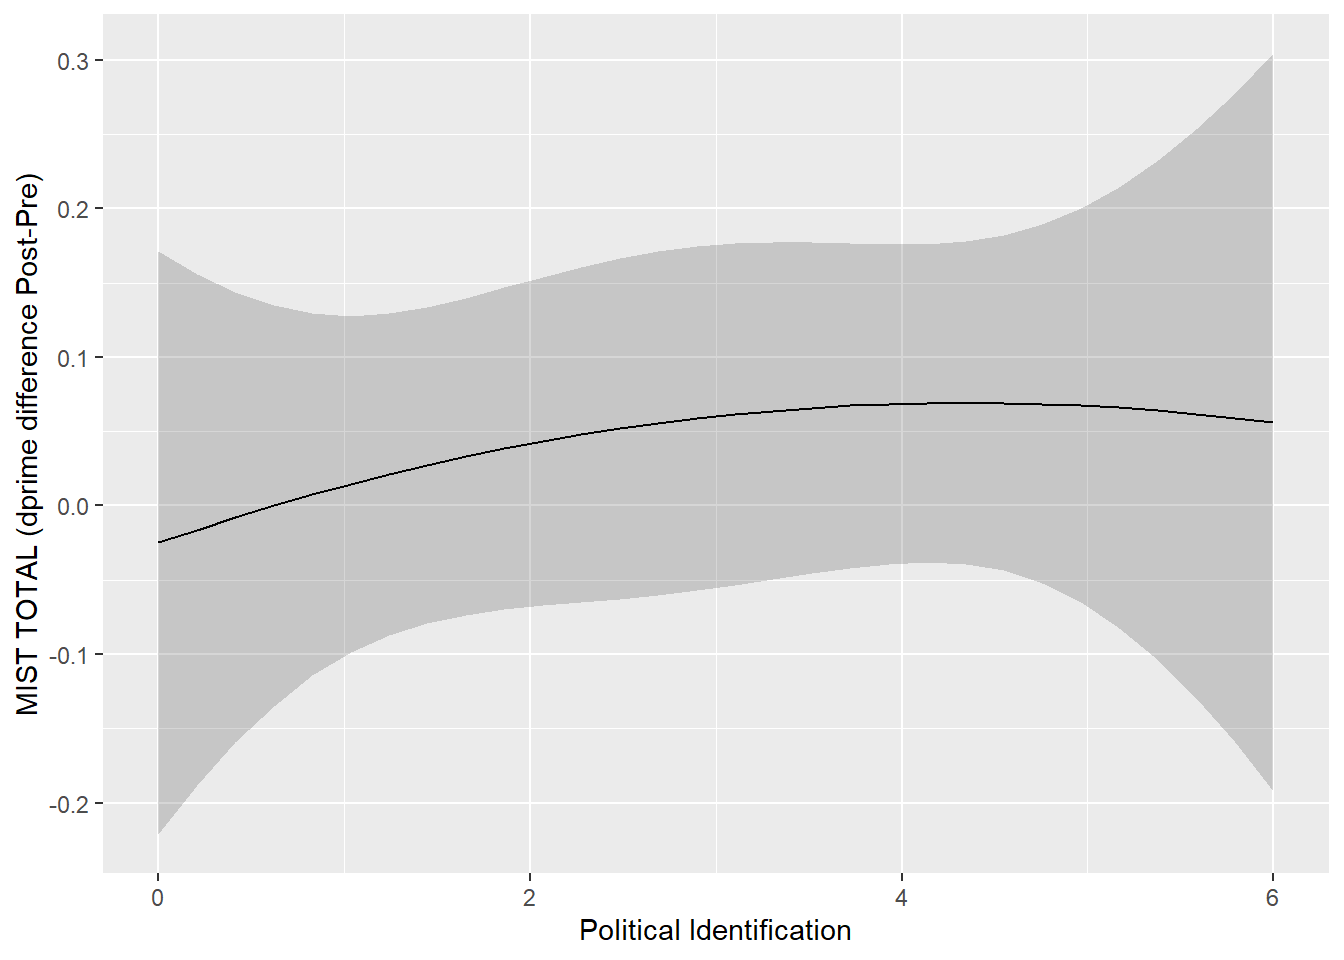 MIST TOTAL (dprime difference Post-Pre)
0.3
0.2
0.1
0.0
-0.1
-0.2
0 2 4 6
Political Identification